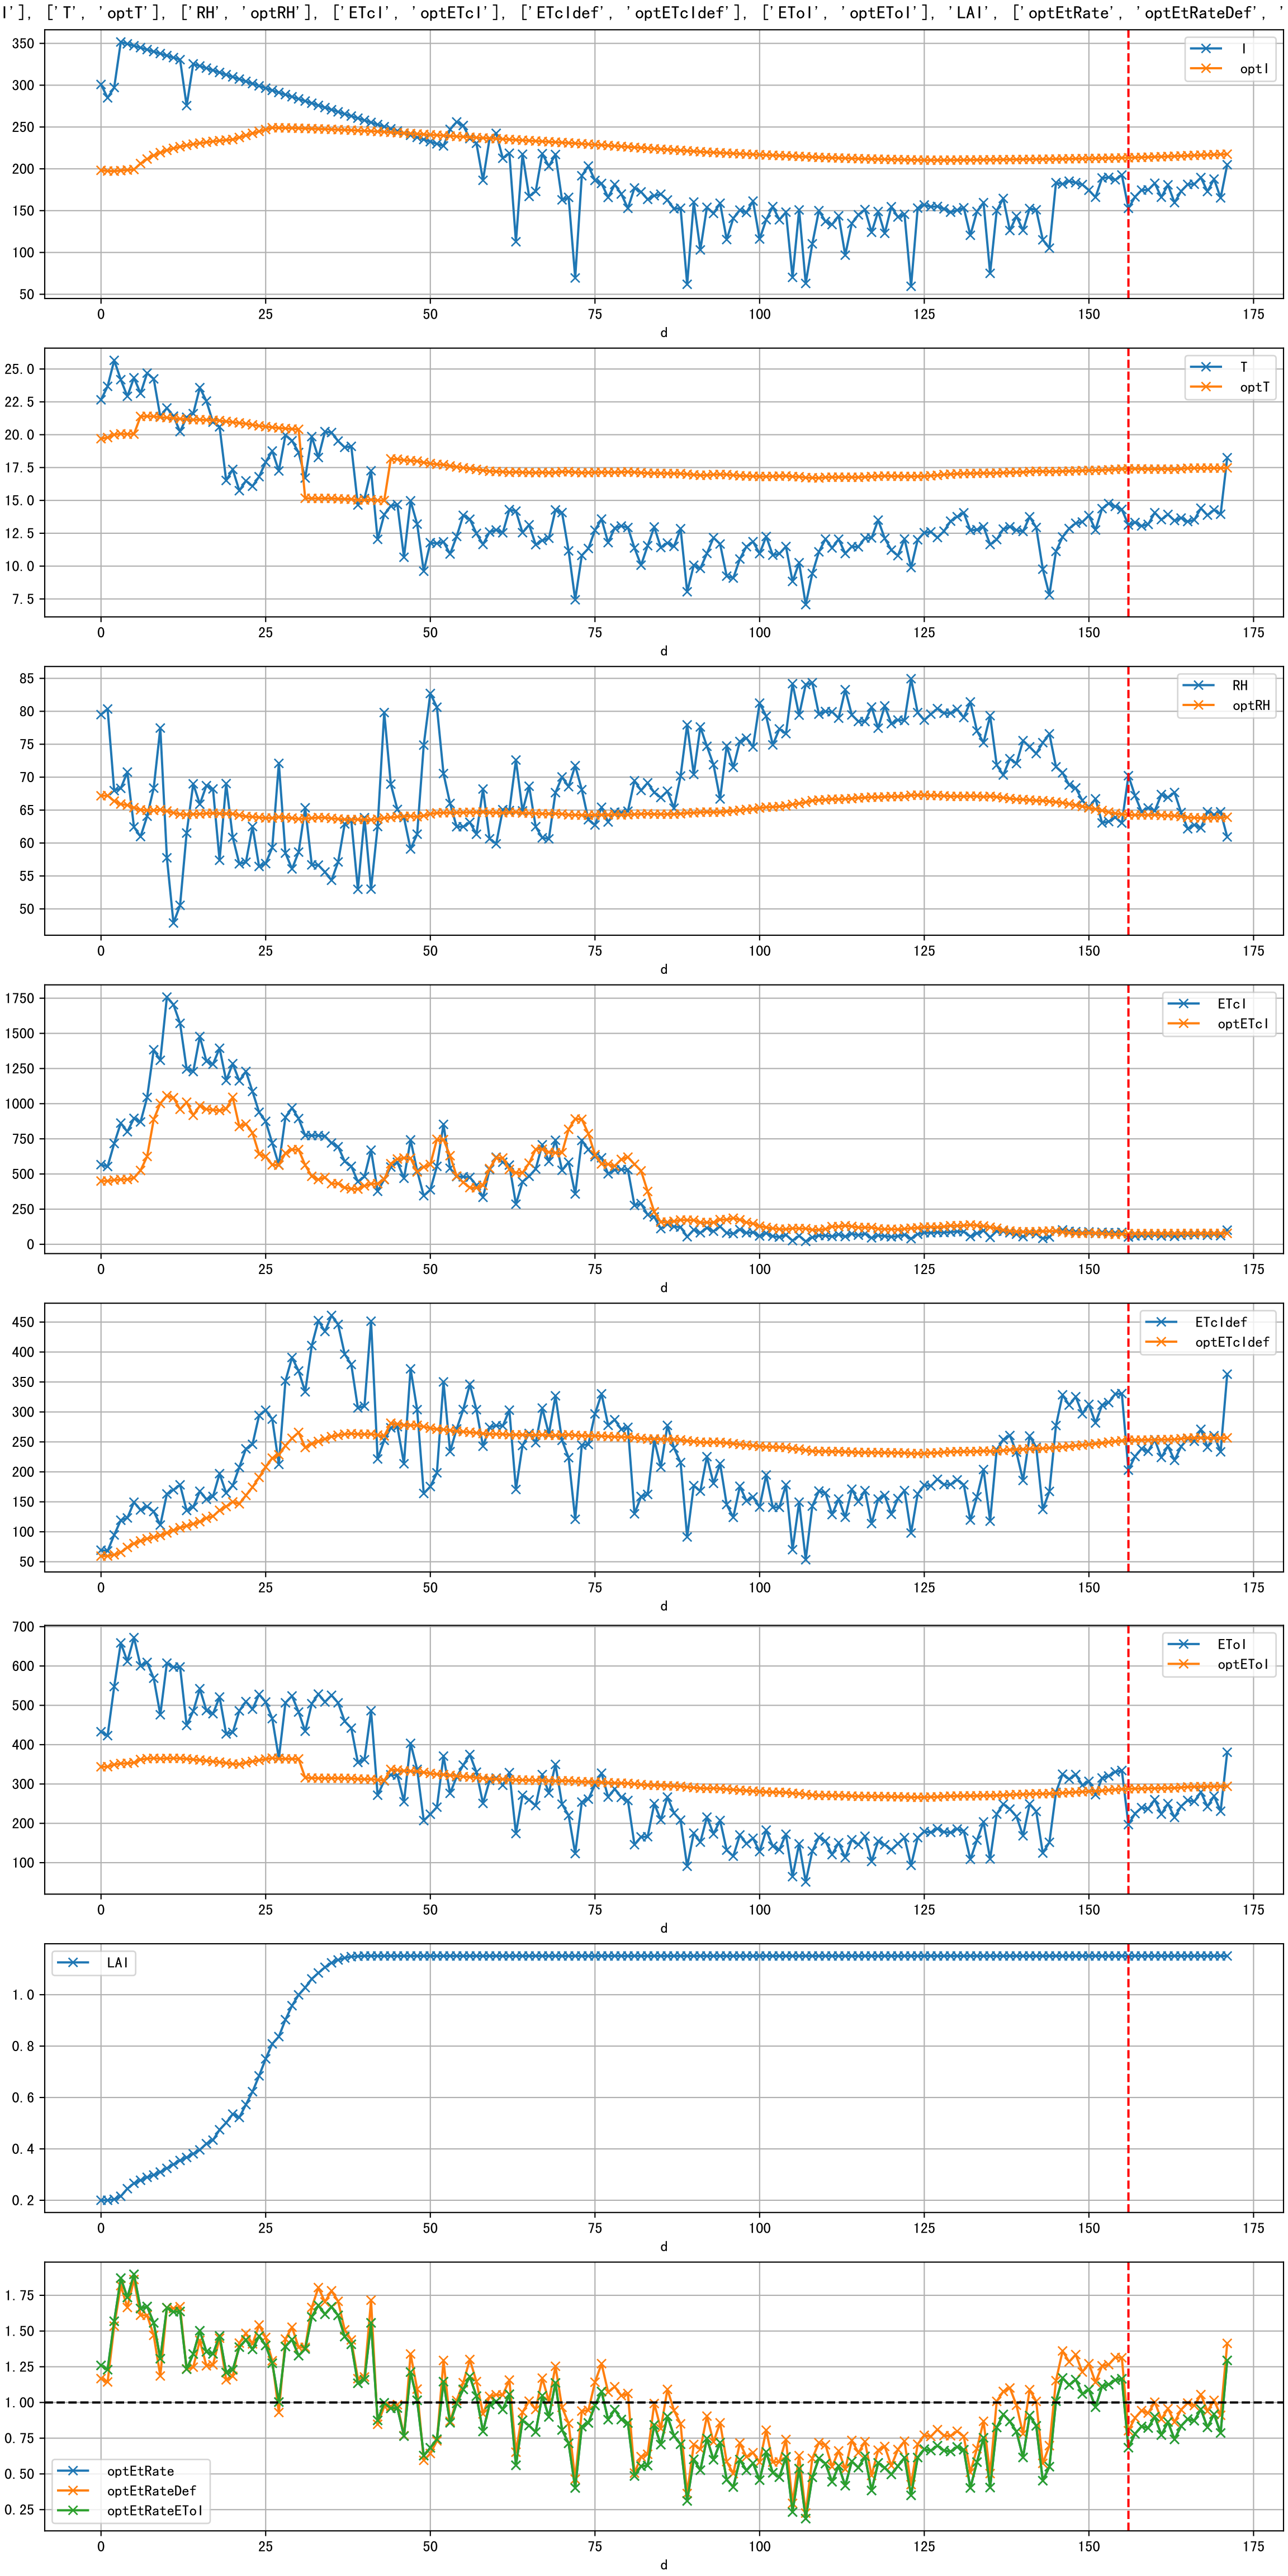 I'], ['T', 'optT'], ['RH', 'optRH'], ['ETcI', 'optETcI'], ['ETcIdef', 'optETcIdef'], ['EToI', 'optEToI'], 'LAI', ['optEtRate', 'optEtRateDef', '
350
300
250
200
150
100
50
I
optI
0 25 50 75 100 125 150 175
d
25.0
22.5
20.0
17.5
15.0
12.5
10.0
7.5
T
optT
0 25 50 75 100 125 150 175
d
85
80
75
70
65
60
55
50
RH
optRH
0 25 50 75 100 125 150 175
d
1750
1500
1250
1000
750
500
250
0
ETcI
optETcI
0 25 50 75 100 125 150 175
d
450
400
350
300
250
200
150
100
50
ETcIdef
optETcIdef
0 25 50 75 100 125 150 175
d
700
600
500
400
300
200
100
EToI
optEToI
0 25 50 75 100 125 150 175
d
LAI
1.0
0.8
0.6
0.4
0.2
0 25 50 75 100 125 150 175
d
1.75
1.50
1.25
1.00
0.75
0.50
0.25
optEtRate
optEtRateDef
optEtRateEToI
0 25 50 75 100 125 150 175
d